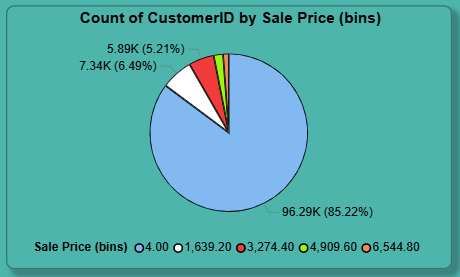 Count of CustomerID by Sale Price (bins)
5.89K (5.21%)
7.34K (6.49%)
96.29K (85.22%)
Sale Price (bins) 4.00 1,639.20 3,274.40 4,909.60 6,544.80